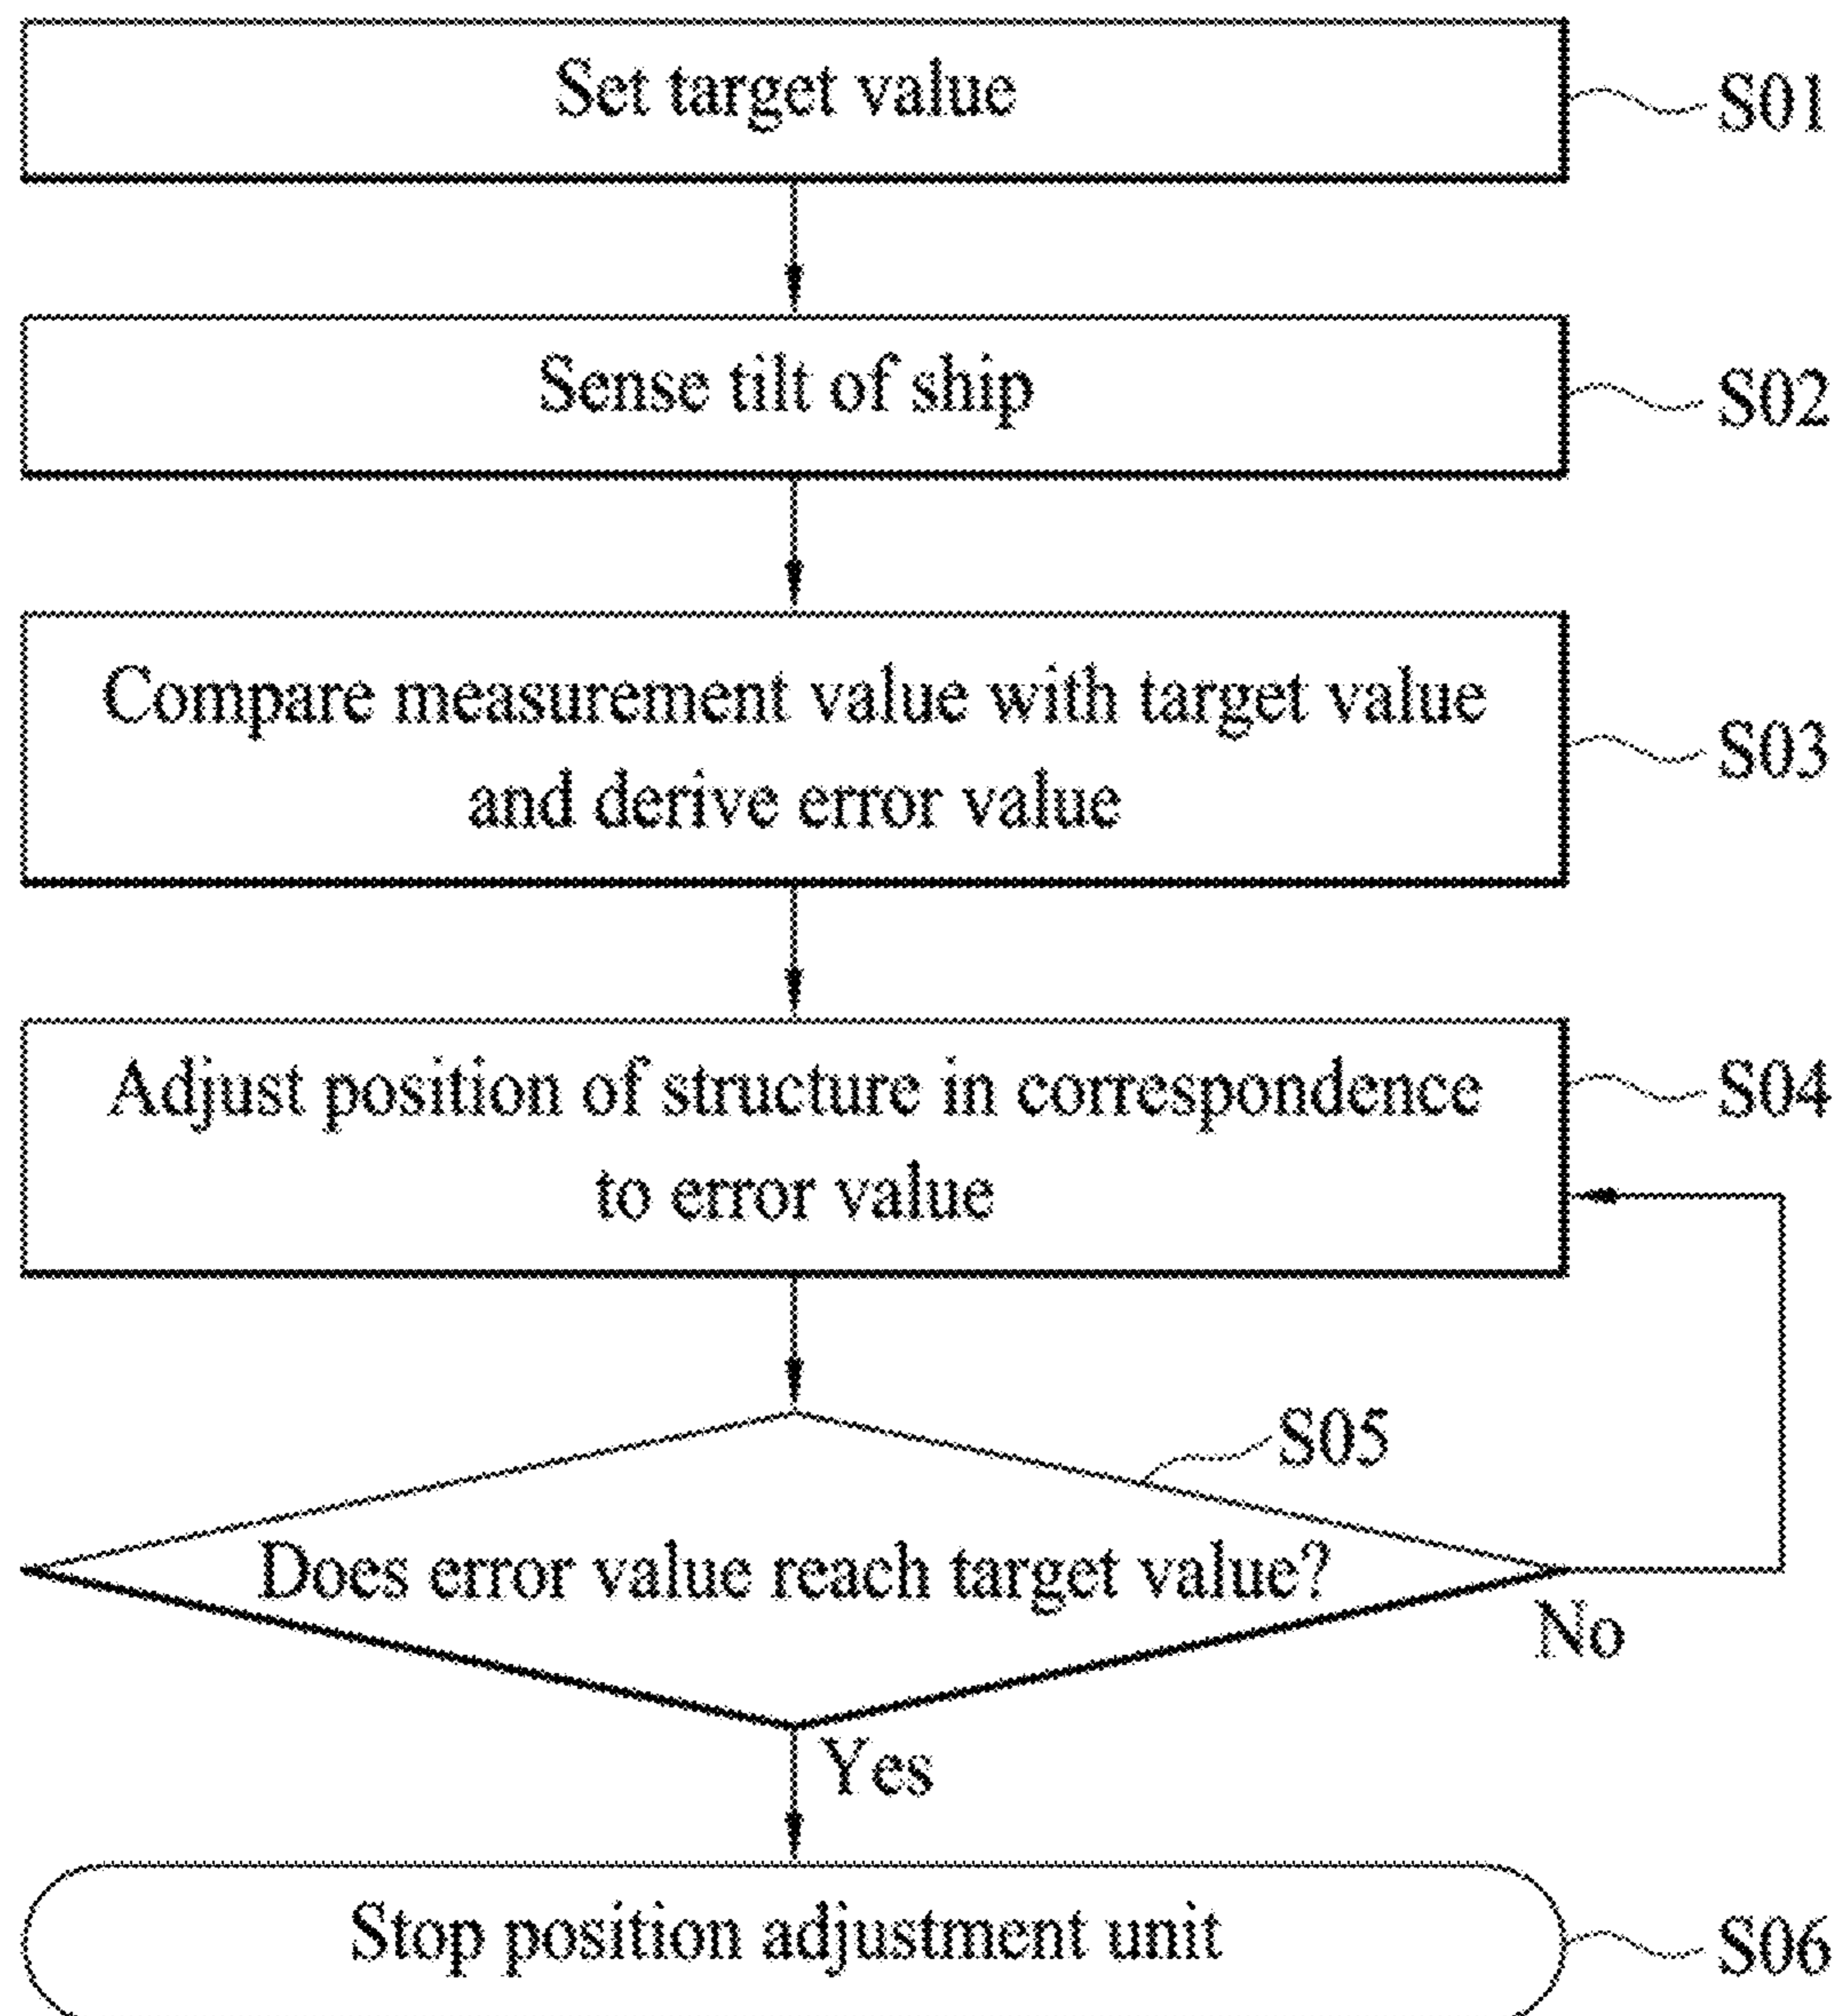 Set target value
S01
Sense tilt of ship
S02
Compare measurement value with target value
and derive error value
S03
Adjust position of structure in correspondence
to error value
S04
S05
Does error value reach target value?
No
Yes
Stop position adjustment unit
S06